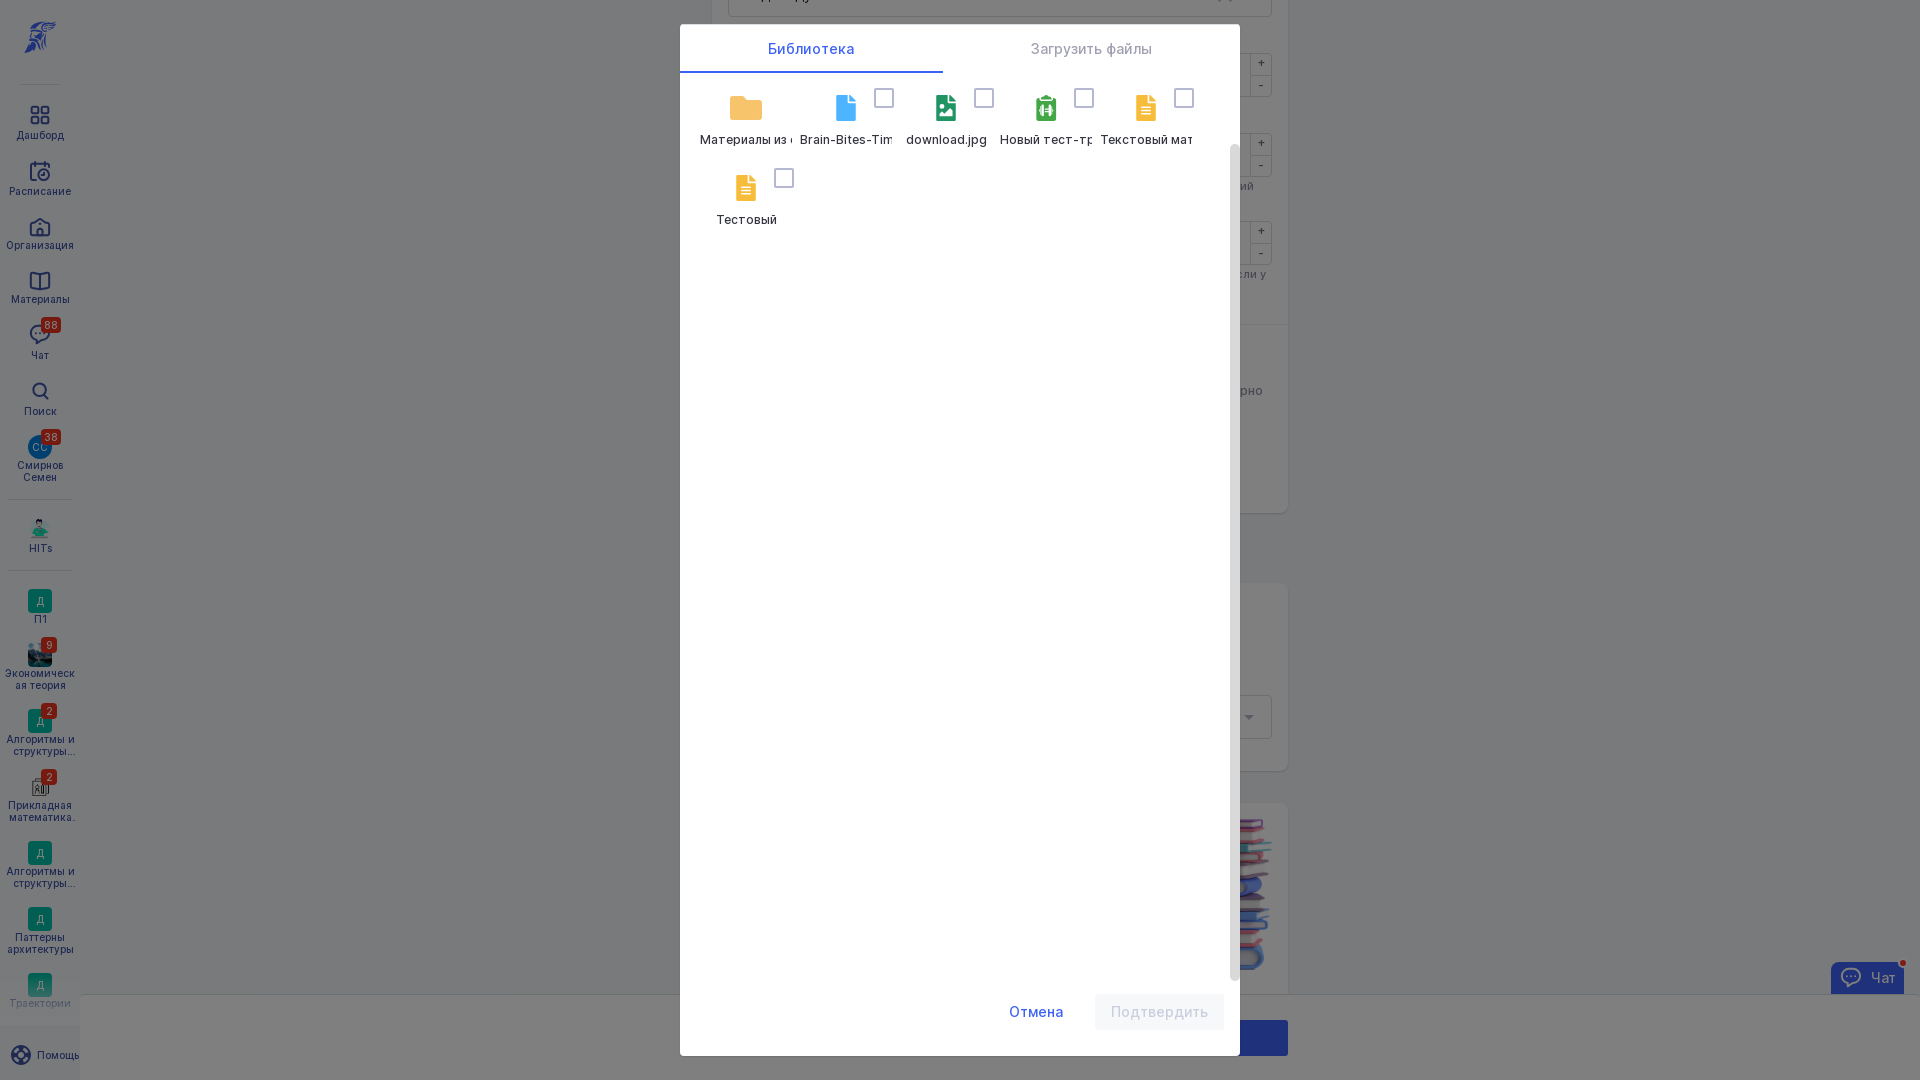 Библиотека
Загрузить файлы
Материалы из
Brain-Bites-Tim
download.jpg
Новый тест-тр
Текстовый мат
Тестовый
Отмена
Подтвердить
Дашборд
Расписание
Организация
Материалы
88
Чат
Поиск
СС
38
Смирнов
Семен
HITs
Д
П1
9
Экономическ
ая теория
Д
2
Алгоритмы и
структуры...
2
Прикладная
математика.
Д
Алгоритмы и
структуры...
Д
Паттерны
архитектуры
Д
Траектории
Помощь
+
-
+
-
ий
+
-
сли у
рно
Чат